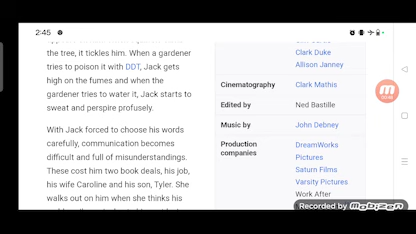 2:45
the tree, it tickles him. When a gardener
tries to poison it with DDT, Jack gets
high on the fumes and when the
gardener tries to water it, Jack starts to
sweat and perspire profusely.
With Jack forced to choose his words
carefully, communication becomes
difficult and full of misunderstandings.
These cost him two book deals, his job,
his wife Caroline and his son, Tyler. She
walks out on him when she thinks his
Clark Duke
Allison Janney
Cinematography Clark Mathis
Edited by Ned Bastille
Music by John Debney
Production
companies
DreamWorks
Pictures
Saturn Films
Varsity Pictures
Work After
Recorded by Mobizen